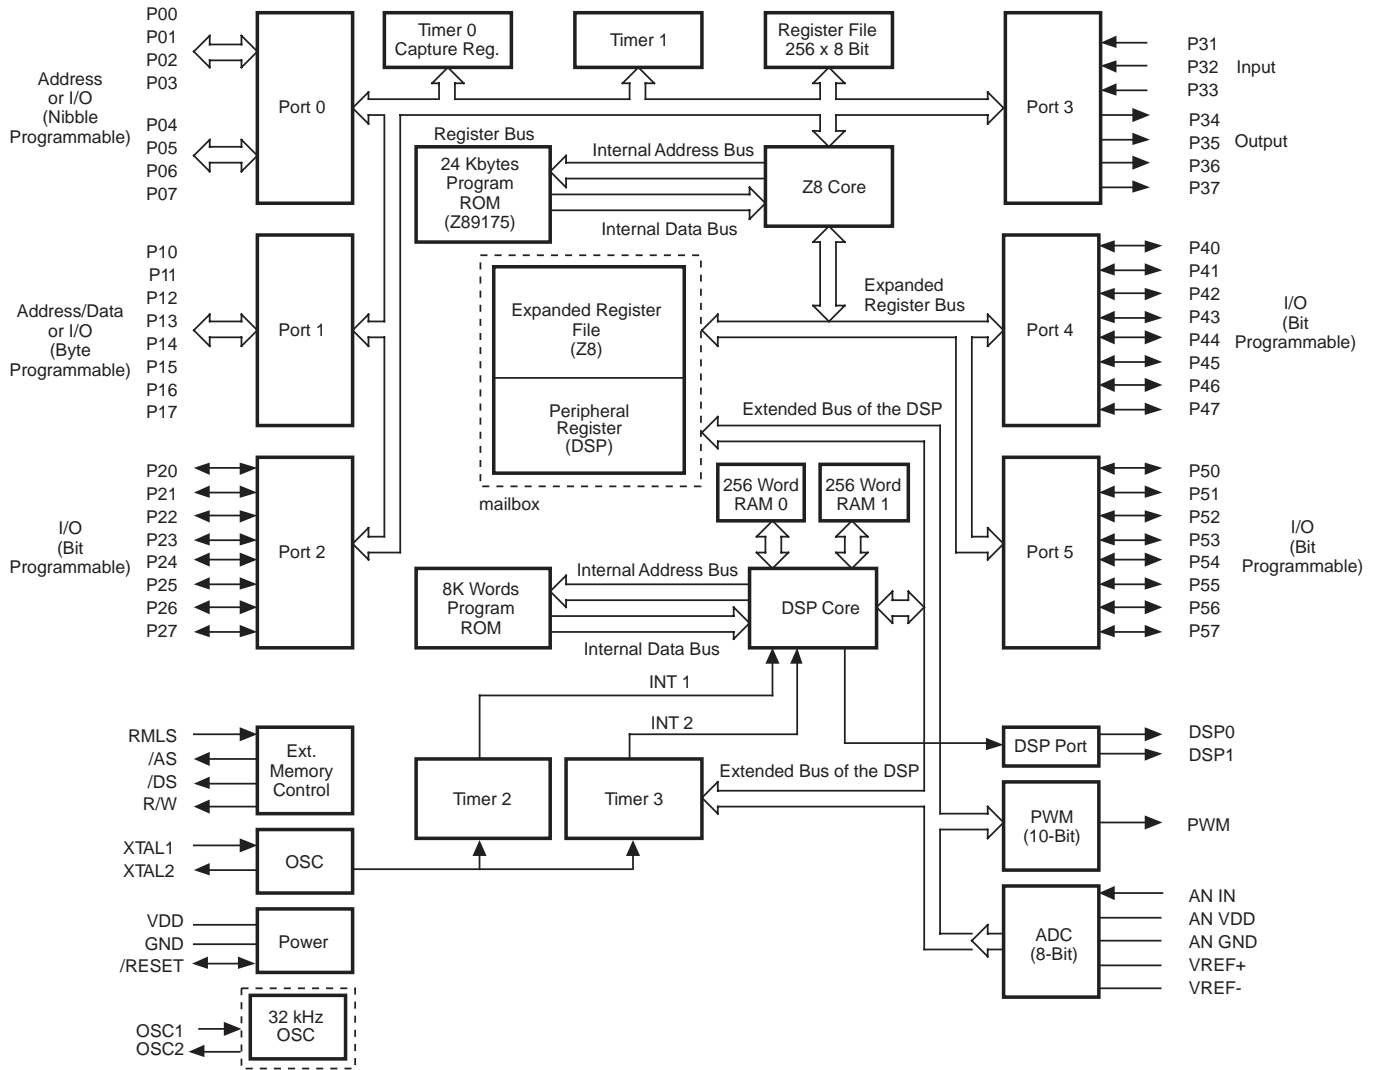 P00
P01
P02
P03
Address
or I/O
(Nibble
Programmable)
P04
P05
P06
P07
Port 0
Timer 0
Capture Reg.
Timer 1
Register File
256 x 8 Bit
Port 3
P31
P32
P33
Input
P34
P35
P36
P37
Output
Register Bus
24 Kbytes
Program
ROM
(Z89175)
Internal Address Bus
Internal Data Bus
Z8 Core
P10
P11
P12
P13
P14
P15
P16
P17
Address/Data
or I/O
(Byte
Programmable)
Port 1
Expanded Register
File
(Z8)
Peripheral
Register
(DSP)
mailbox
Expanded
Register Bus
Port 4
P40
P41
P42
P43
P44
P45
P46
P47
I/O
(Bit
Programmable)
Extended Bus of the DSP
P20
P21
P22
P23
P24
P25
P26
P27
I/O
(Bit
Programmable)
Port 2
256 Word
RAM 0
256 Word
RAM 1
8K Words
Program
ROM
Internal Address Bus
Internal Data Bus
DSP Core
Port 5
P50
P51
P52
P53
P54
P55
P56
P57
I/O
(Bit
Programmable)
INT 1
INT 2
RMLS
/AS
/DS
R/W
Ext.
Memory
Control
Timer 2
Timer 3
Extended Bus of the DSP
DSP Port
DSP0
DSP1
PWM
(10-Bit)
PWM
XTAL1
XTAL2
OSC
VDD
GND
/RESET
Power
ADC
(8-Bit)
AN IN
AN VDD
AN GND
VREF+
VREF-
OSC1
OSC2
32 kHz
OSC